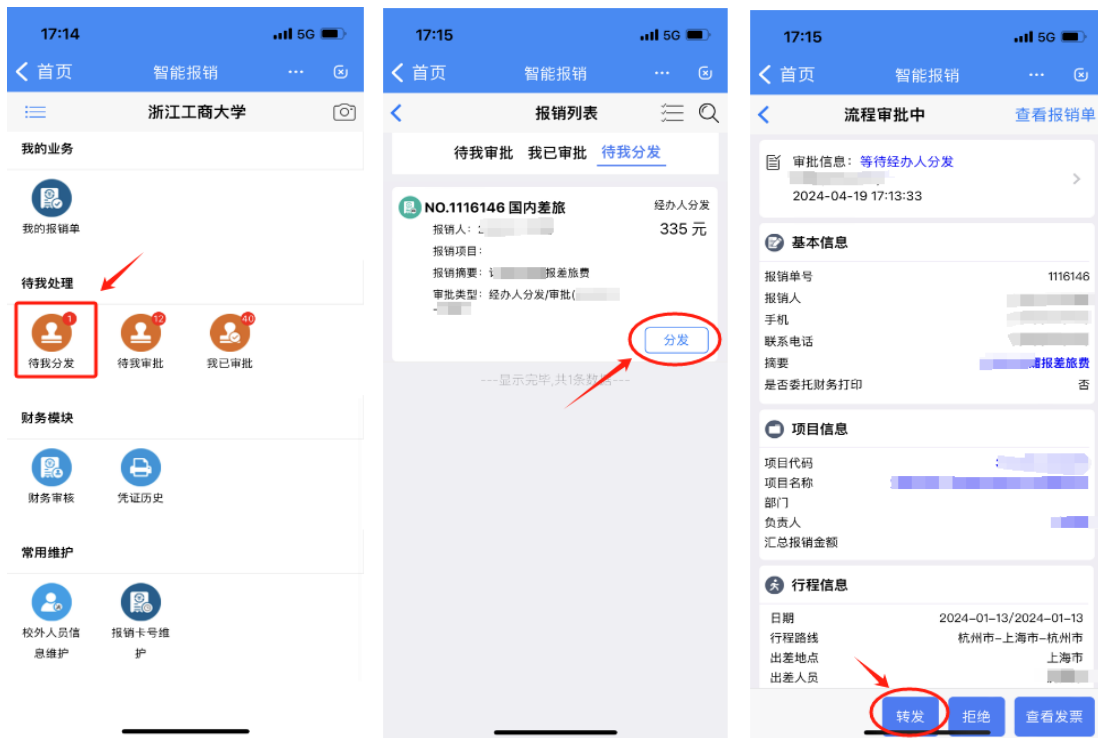 17:14
5G
首页
智能报销
浙江工商大学
我的业务
我的报销单
待我处理
1
12
40
待我分发
待我审批
我已审批
财务模块
财务审核
凭证历史
常用维护
校外人员信
息维护
报销卡号维
护
17:15
5G
首页
智能报销
报销列表
待我审批 我已审批 待我分发
NO.1116146 国内差旅
经办人分发
报销人：
335 元
报销项目：
报销摘要： 报差旅费
审批类型： 经办人分发/审批(
-
分发
---显示完毕,共1条数据---
17:15
5G
首页
智能报销
流程审批中
查看报销单
审批信息：等待经办人分发
2024-04-19 17:13:33
基本信息
报销单号 1116146
报销人
手机
联系电话
摘要 报差旅费
是否委托财务打印 否
项目信息
项目代码
项目名称
部门
负责人
汇总报销金额
行程信息
日期 2024-01-13/2024-01-13
行程路线 杭州市-上海市-杭州市
出差地点 上海市
出差人员
转发
拒绝
查看发票